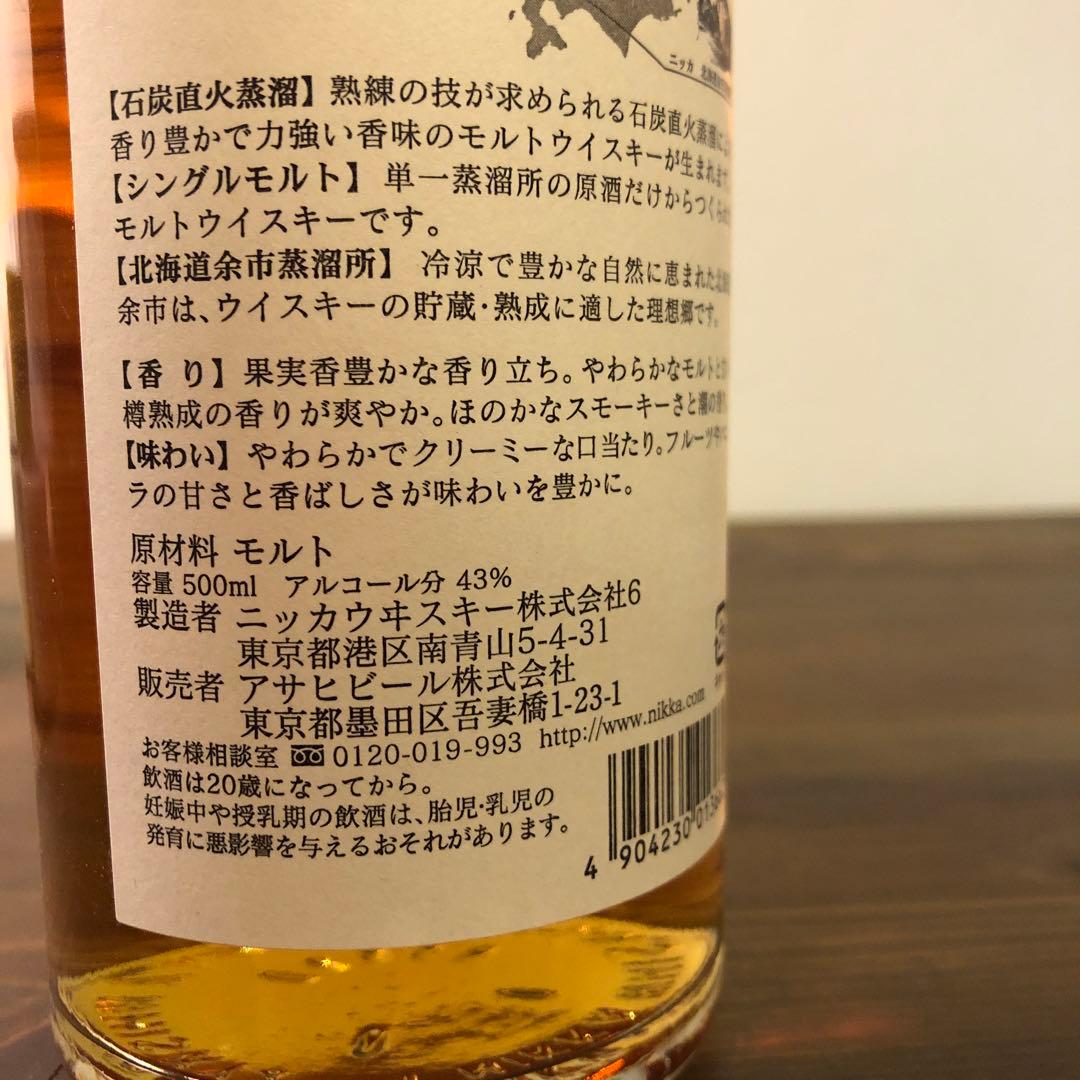 ニッカ 北海道
【石炭直火蒸溜】 熟練の技が求められる石炭直火蒸溜によ
香り豊かで力強い香味のモルトウイスキーが生まれます
【シングルモルト】 単一蒸溜所の原酒だけからつくられ
モルトウイスキーです。
【北海道余市蒸溜所】 冷涼で豊かな自然に恵まれた北海
余市は、ウイスキーの貯蔵・熟成に適した理想郷です。
【香 り】 果実香豊かな香り立ち。やわらかなモルトと
樽熟成の香りが爽やか。ほのかなスモーキーさと潮の香
【味わい】 やわらかでクリーミーな口当たり。フルーツや
ラの甘さと香ばしさが味わいを豊かに。
原材料 モルト
容量 500ml アルコール分 43%
製造者 ニッカウヰスキー株式会社6
東京都港区南青山5-4-31
販売者 アサヒビール株式会社
東京都墨田区吾妻橋1-23-1
お客様相談室 0120-019-993 http://www.nikka.com
飲酒は20歳になってから。
妊娠中や授乳期の飲酒は、胎児・乳児の
発育に悪影響を与えるおそれがあります。
4 904230 013